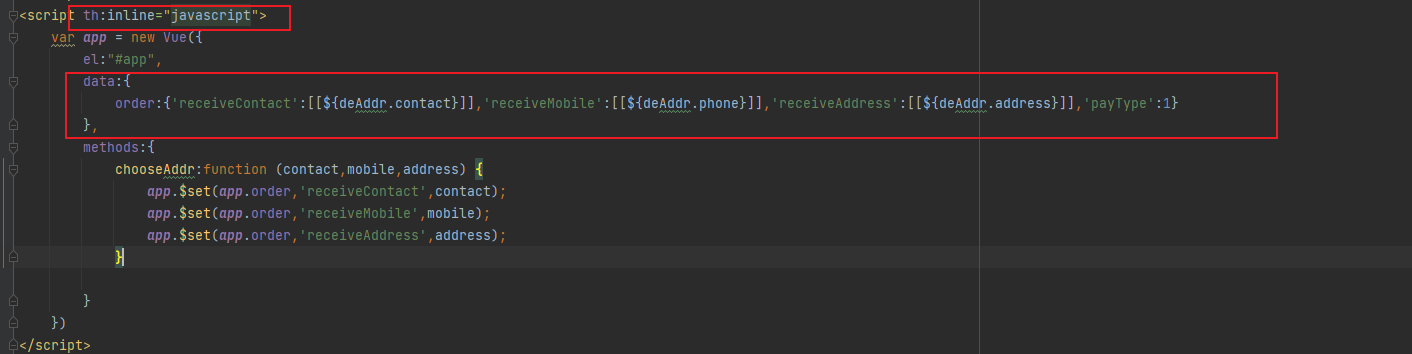 <script th:inline="javascript">
    var app = new Vue({
        el:"#app",
        data:{
            order:{'receiveContact':[[${deAddr.contact}]],'receiveMobile':[[${deAddr.phone}]],'receiveAddress':[[${deAddr.address}]],'payType':1}
        },
        methods:{
            chooseAddr:function (contact,mobile,address) {
                app.$set(app.order,'receiveContact',contact);
                app.$set(app.order,'receiveMobile',mobile);
                app.$set(app.order,'receiveAddress',address);
            }
        }
    })
</script>